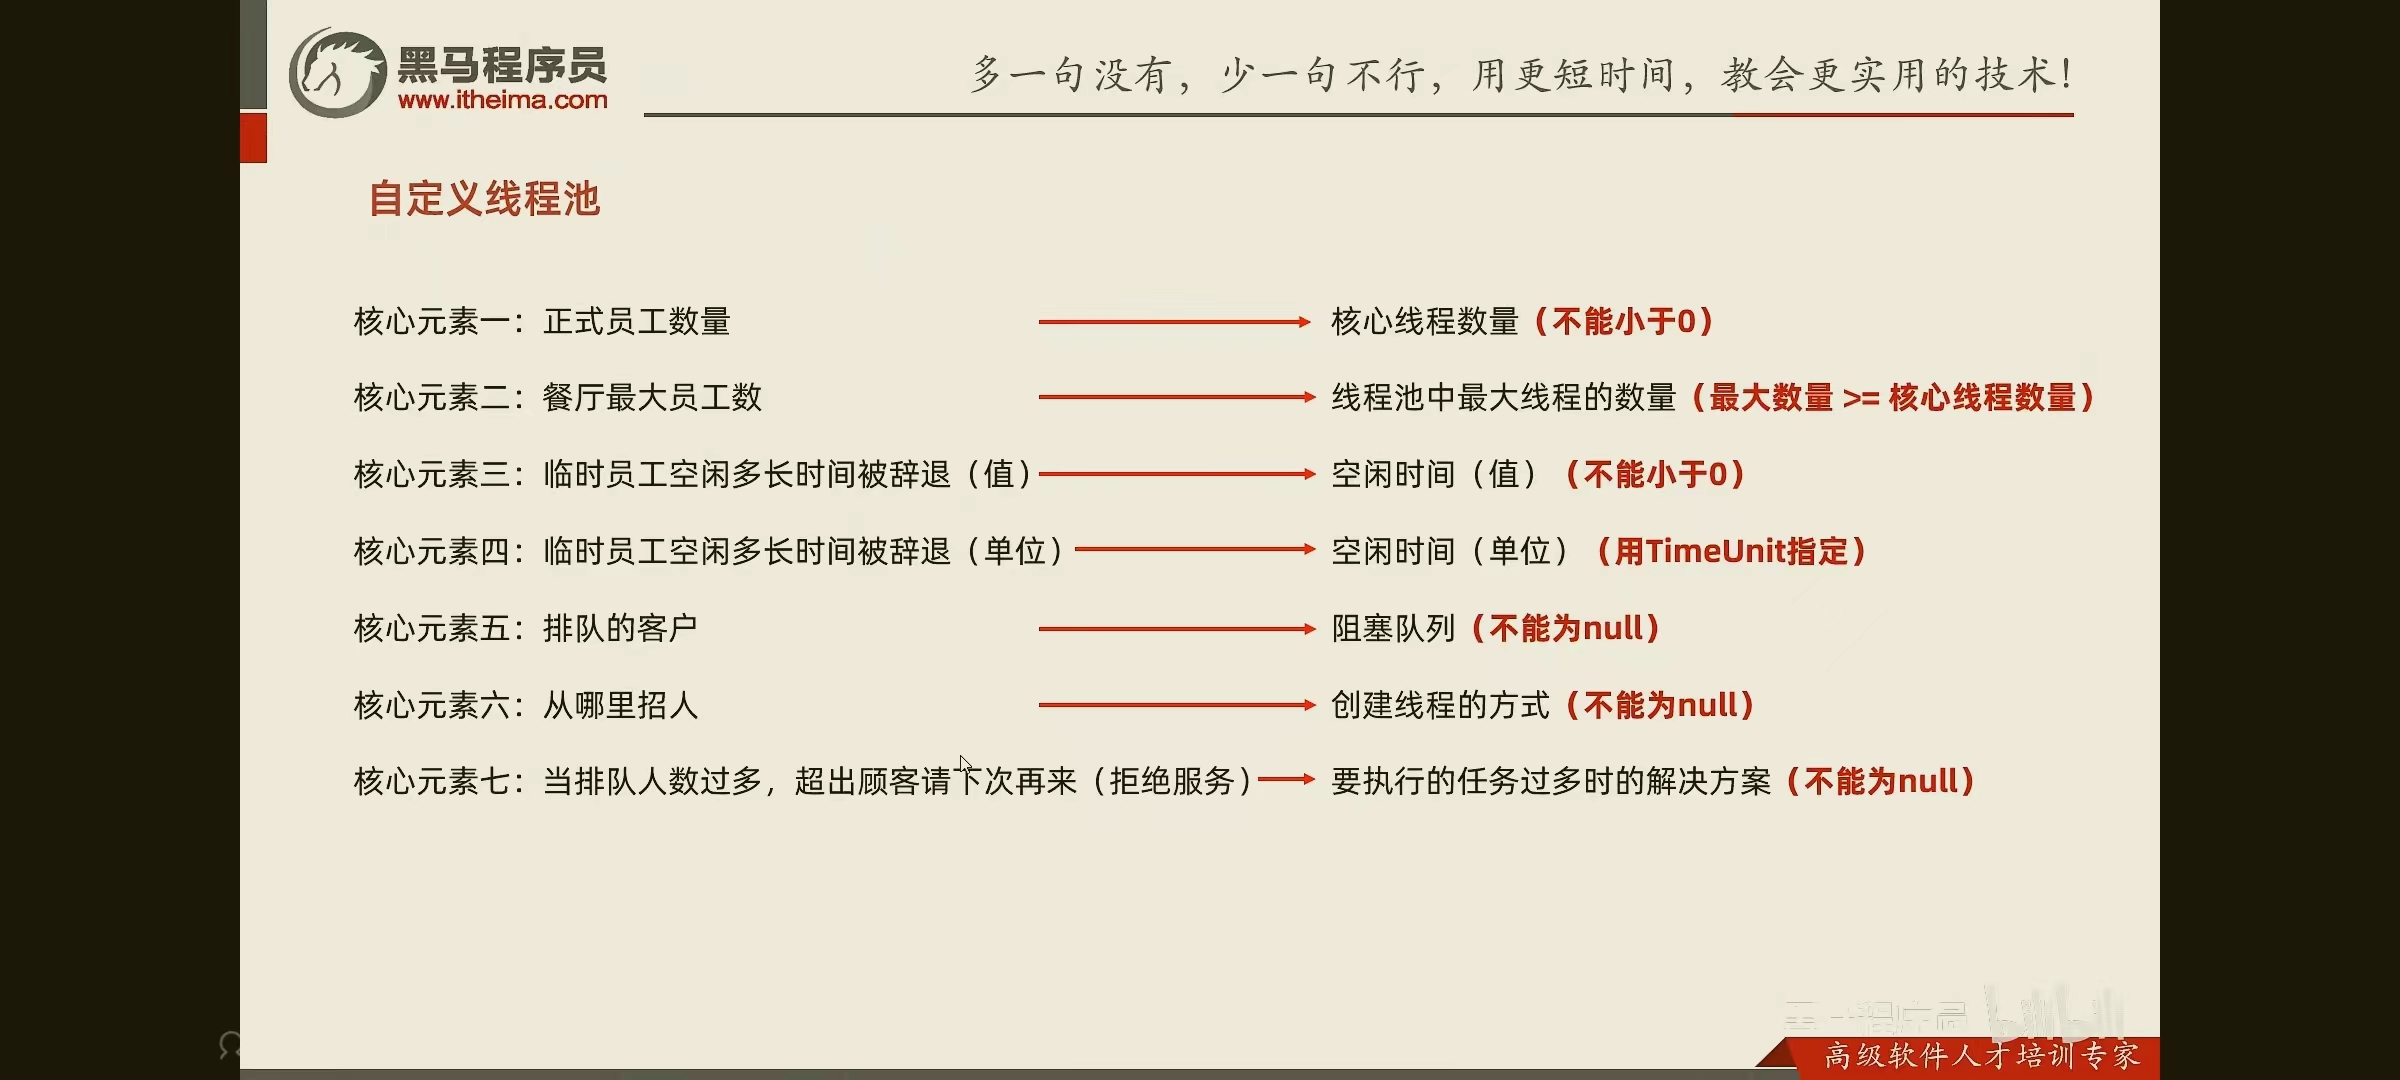 黑马程序员
www.itheima.com
多一句没有，少一句不行，用更短时间，教会更实用的技术！
自定义线程池
核心元素一：正式员工数量 核心线程数量（不能小于0）
核心元素二：餐厅最大员工数 线程池中最大线程的数量（最大数量 >= 核心线程数量）
核心元素三：临时员工空闲多长时间被辞退（值） 空闲时间（值）（不能小于0）
核心元素四：临时员工空闲多长时间被辞退（单位） 空闲时间（单位）（用TimeUnit指定）
核心元素五：排队的客户 阻塞队列（不能为null）
核心元素六：从哪里招人 创建线程的方式（不能为null）
核心元素七：当排队人数过多，超出顾客请下次再来（拒绝服务） 要执行的任务过多时的解决方案（不能为null）
bilibili
高级软件人才培训专家